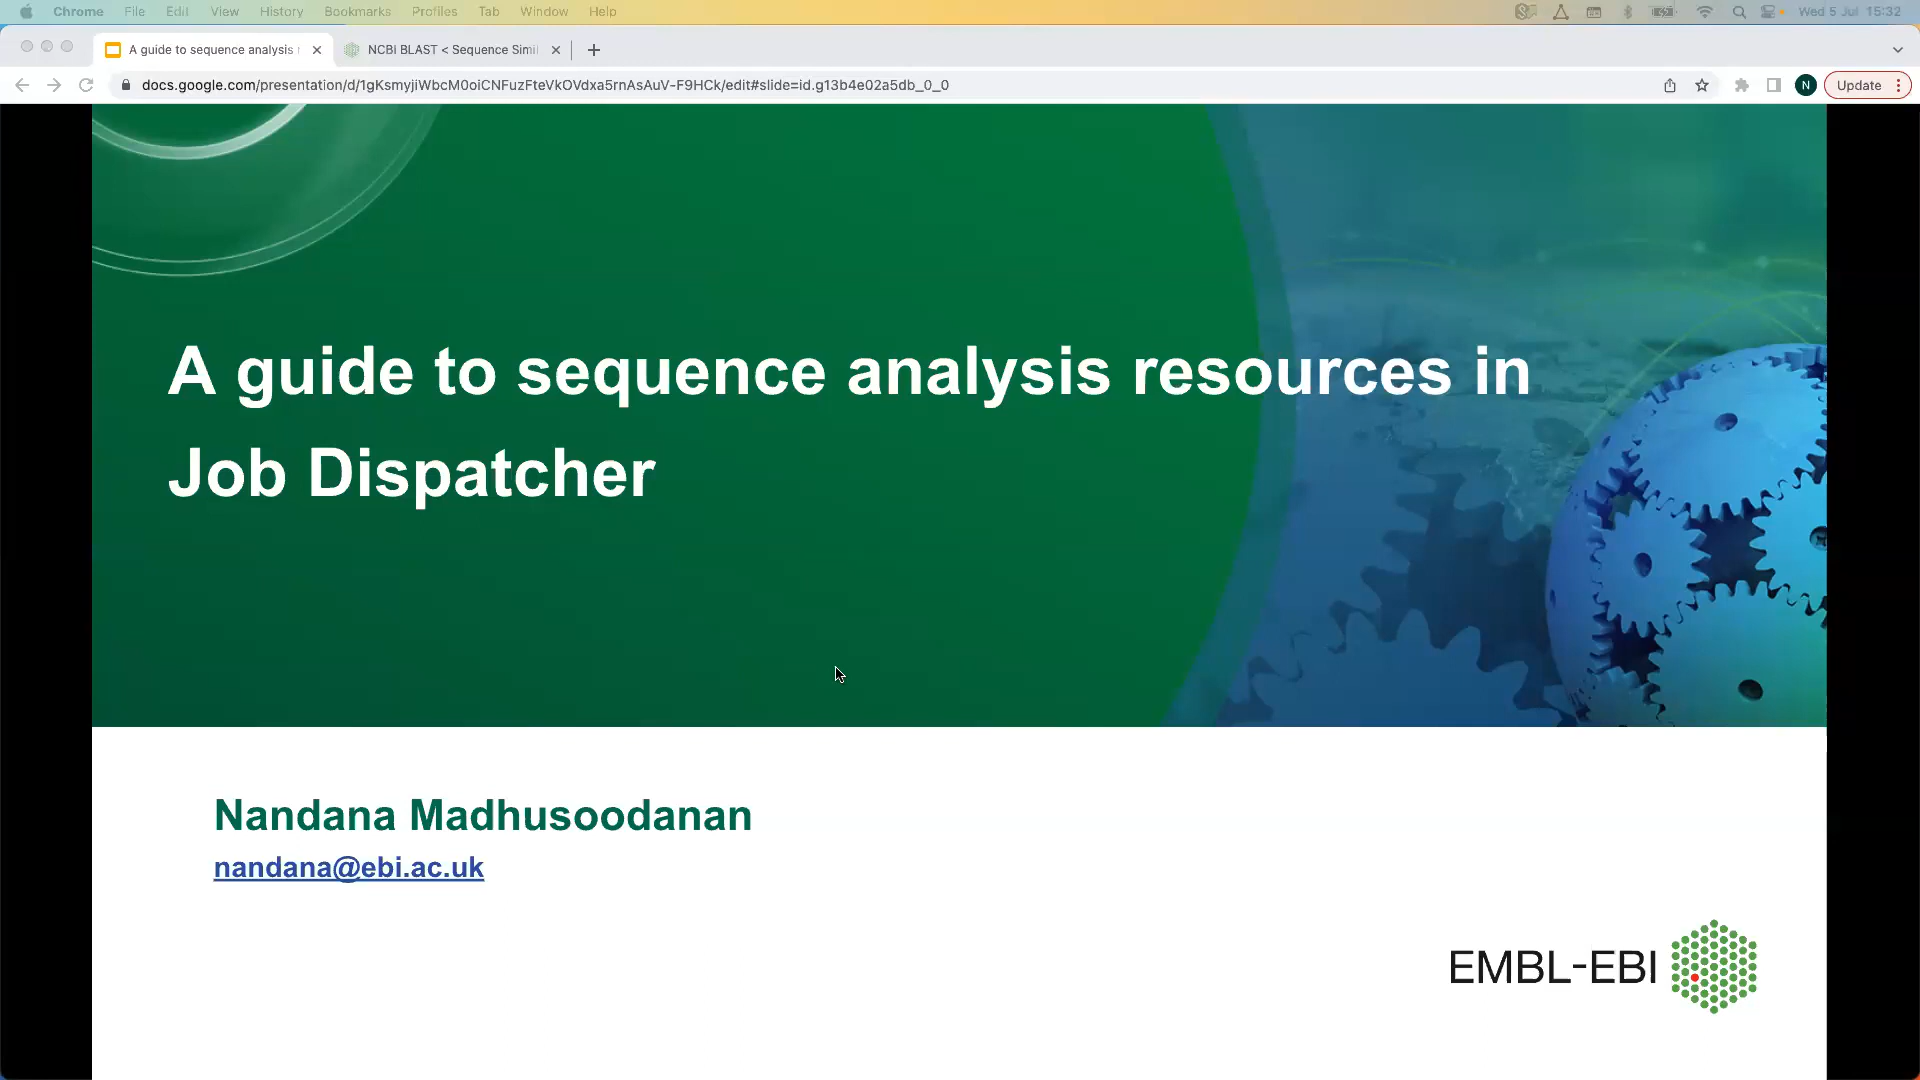 Chrome File Edit View History Bookmarks Profiles Tab Window Help Wed 5 Jul 15:32
A guide to sequence analysis NCBI BLAST < Sequence Simil
docs.google.com/presentation/d/1gKsmyjiWbcM0oiCNFuzFteVkOVdxa5rnAsAuV-F9HCk/edit#slide=id.g13b4e02a5db_0_0 N Update
A guide to sequence analysis resources in
Job Dispatcher
Nandana Madhusoodanan
nandana@ebi.ac.uk
EMBL-EBI